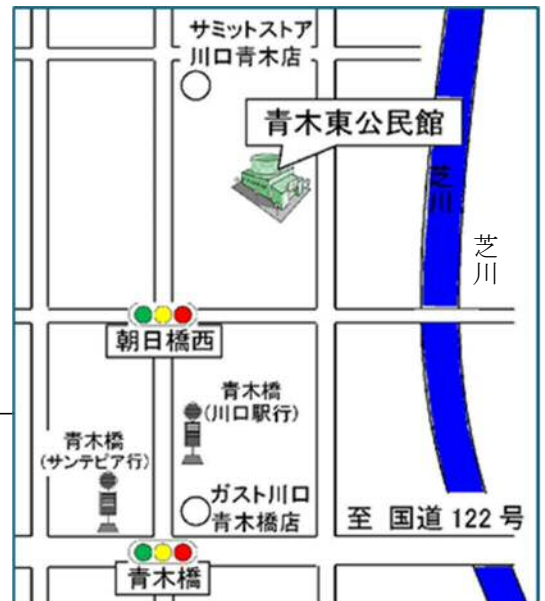 サミットストア
川口青木店
青木東公民館
芝川
芝川
朝日橋西
青木橋
(川口駅行)
青木橋
(サンテピア行)
ガスト川口
青木橋店
至 国道 122 号
青木橋